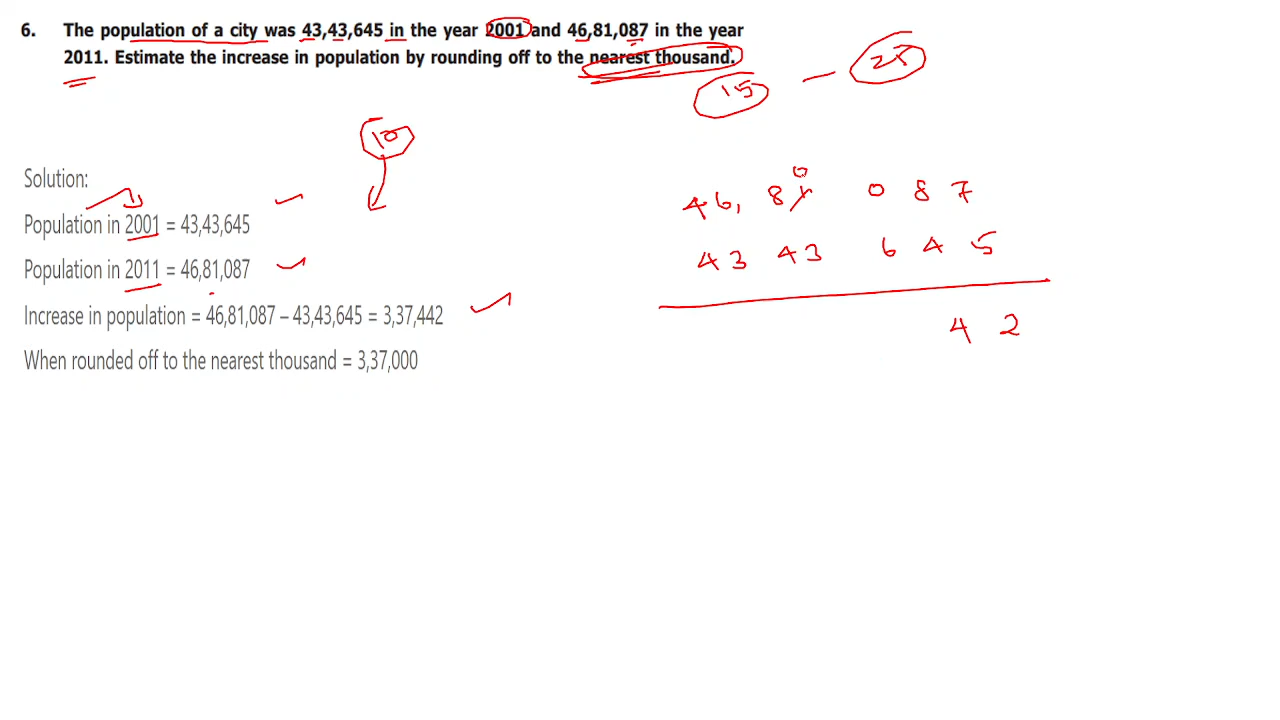 6. The population of a city was 43,43,645 in the year 2001 and 46,81,087 in the year
2011. Estimate the increase in population by rounding off to the nearest thousand.
15 — 25
10
Solution:
Population in 2001 = 43,43,645
Population in 2011 = 46,81,087
Increase in population = 46,81,087 – 43,43,645 = 3,37,442
When rounded off to the nearest thousand = 3,37,000
0
46, 81 0 8 7
43 43 6 4 5
4 2